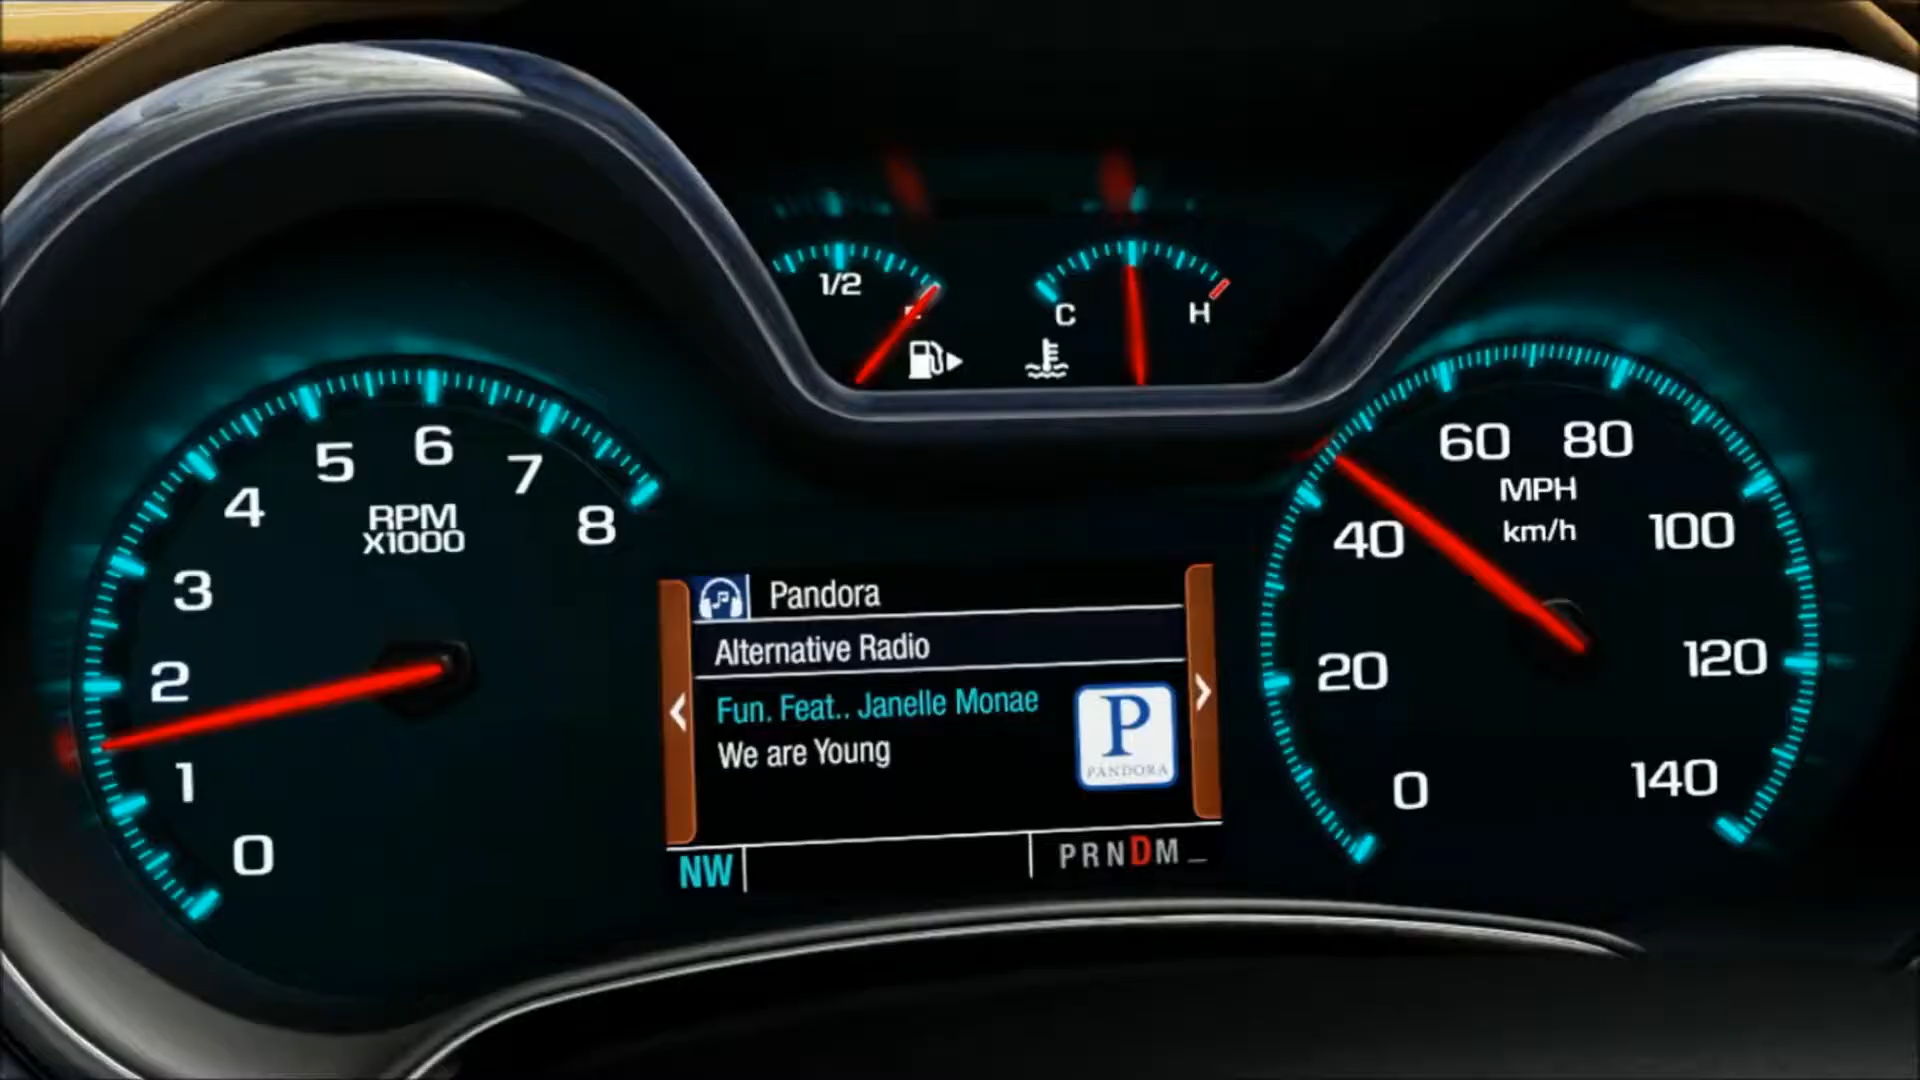 1/2
F
C
H
0
1
2
3
4
5
6
7
8
RPM
X1000
Pandora
Alternative Radio
Fun. Feat.. Janelle Monae
We are Young
P
PANDORA
NW
PRNDM _
0
20
40
60
80
100
120
140
MPH
km/h